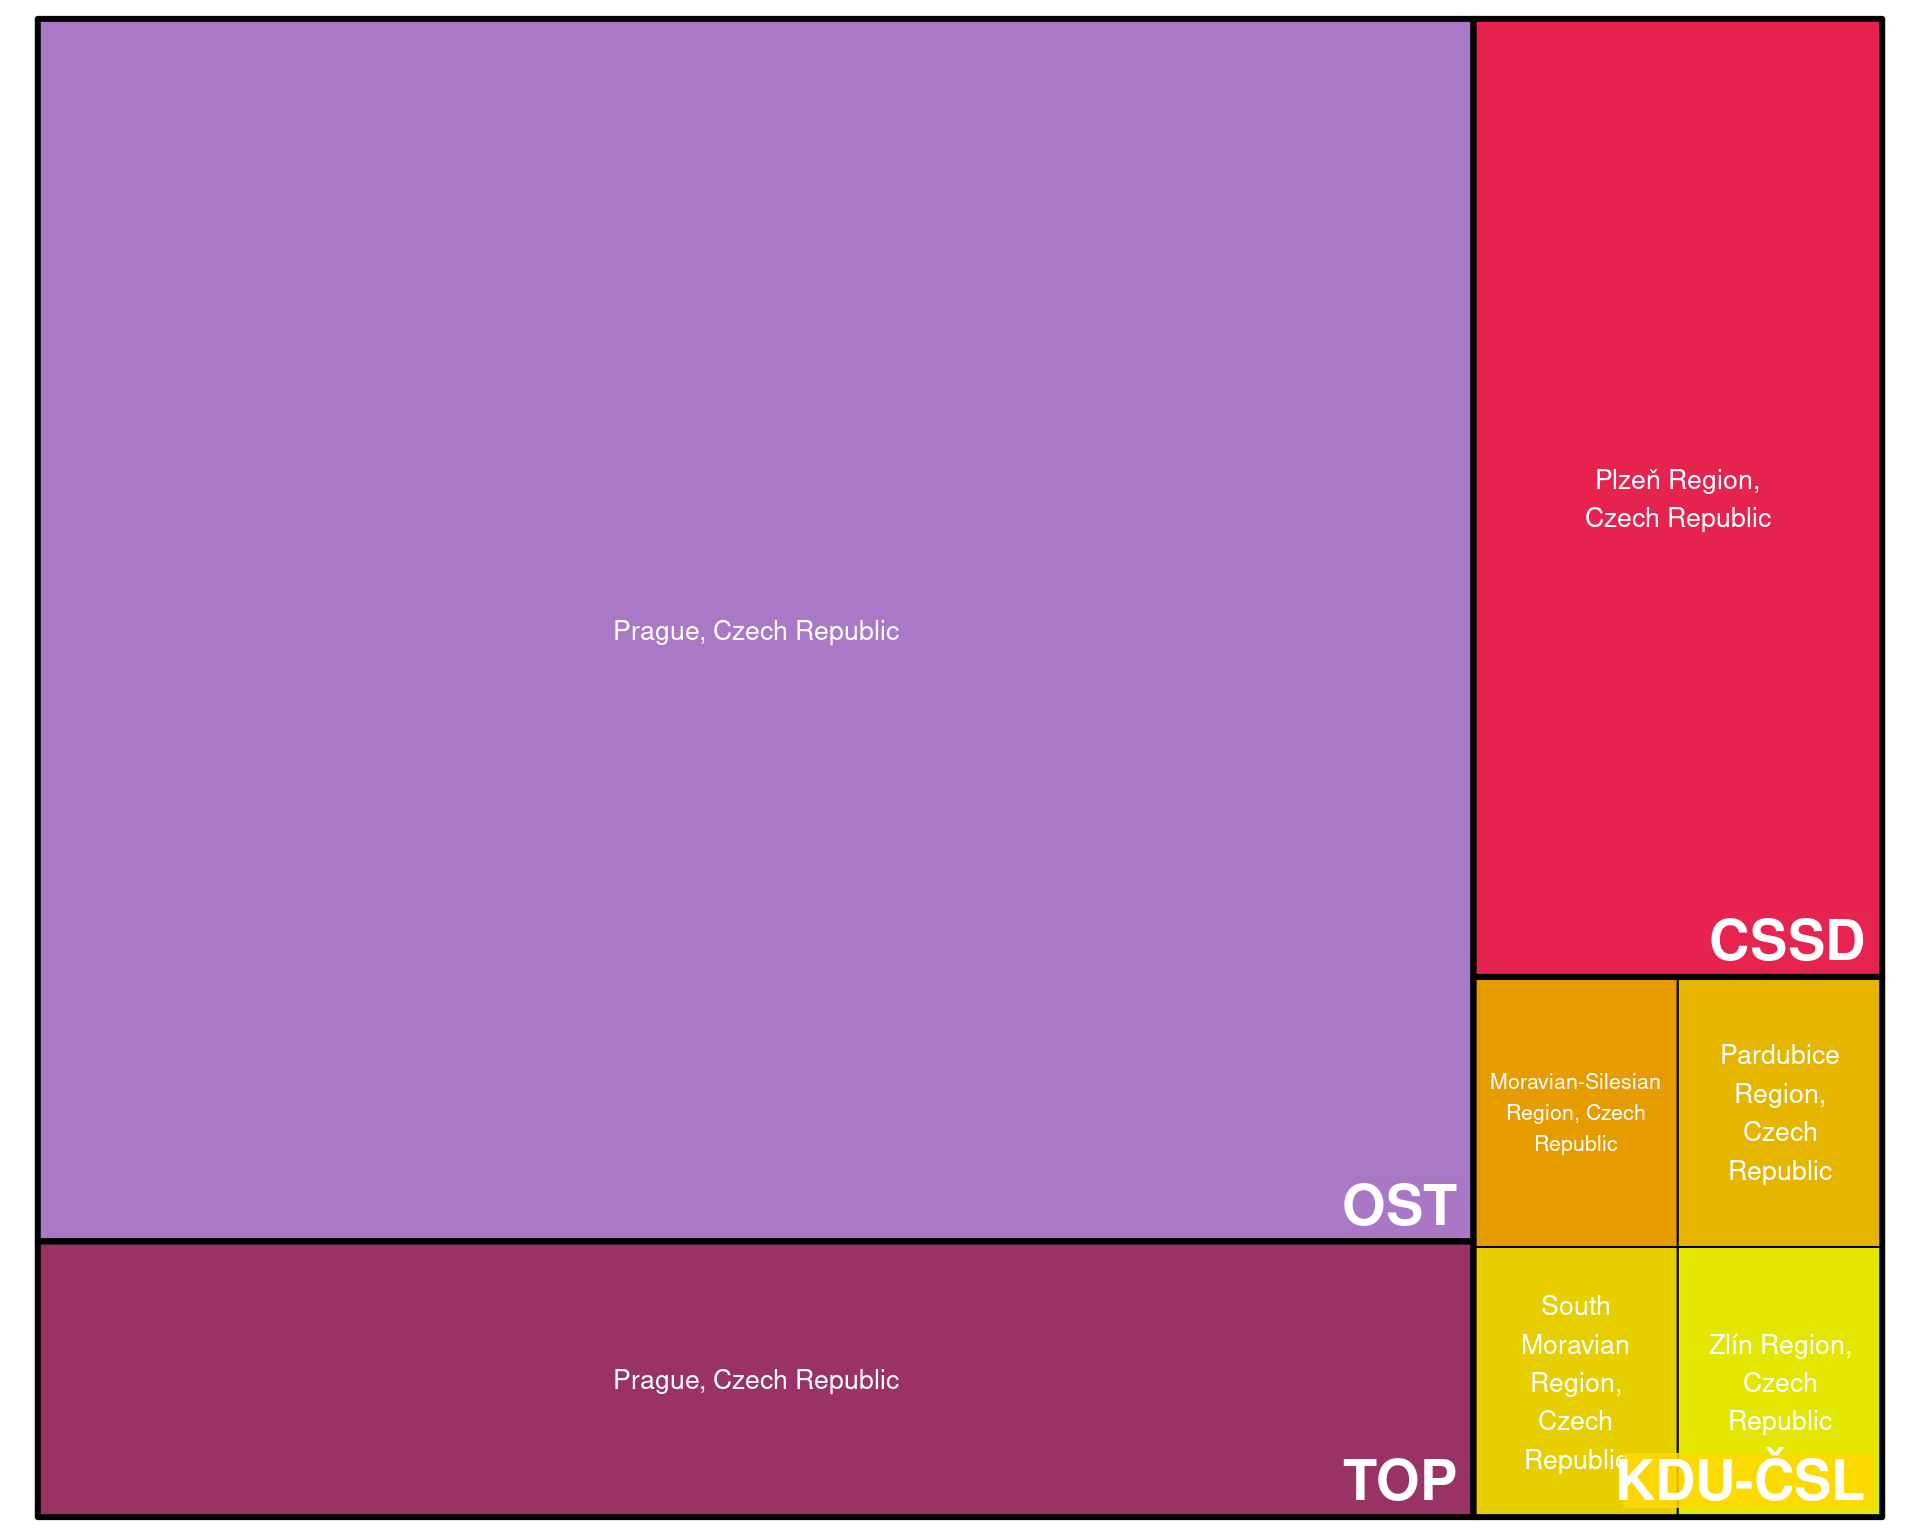 Prague, Czech Republic
OST
Prague, Czech Republic
TOP
Plzeň Region,
Czech Republic
CSSD
Moravian-Silesian
Region, Czech
Republic
Pardubice
Region,
Czech
Republic
South
Moravian
Region,
Czech
Republic
Zlín Region,
Czech
Republic
KDU-ČSL